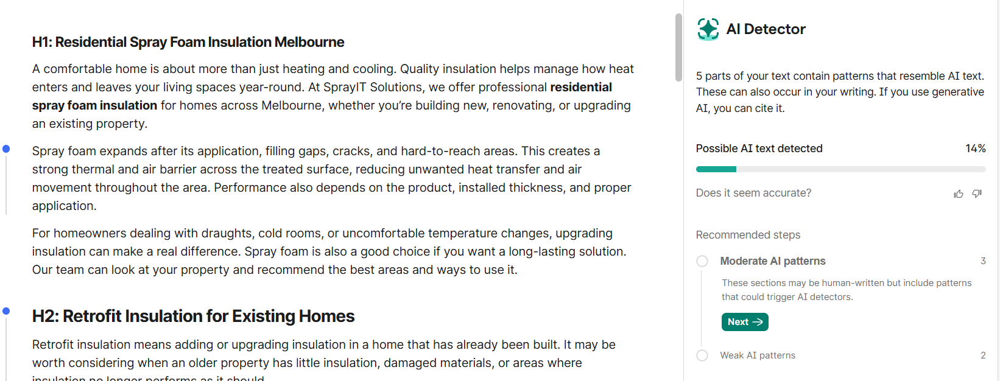 H1: Residential Spray Foam Insulation Melbourne
A comfortable home is about more than just heating and cooling. Quality insulation helps manage how heat
enters and leaves your living spaces year-round. At SprayIT Solutions, we offer professional residential
spray foam insulation for homes across Melbourne, whether you’re building new, renovating, or upgrading
an existing property.
Spray foam expands after its application, filling gaps, cracks, and hard-to-reach areas. This creates a
strong thermal and air barrier across the treated surface, reducing unwanted heat transfer and air
movement throughout the area. Performance also depends on the product, installed thickness, and proper
application.
For homeowners dealing with draughts, cold rooms, or uncomfortable temperature changes, upgrading
insulation can make a real difference. Spray foam is also a good choice if you want a long-lasting solution.
Our team can look at your property and recommend the best areas and ways to use it.
H2: Retrofit Insulation for Existing Homes
Retrofit insulation means adding or upgrading insulation in a home that has already been built. It may be
worth considering when an older property has little insulation, damaged materials, or areas where
insulation no longer performs as it should.
AI Detector
5 parts of your text contain patterns that resemble AI text.
These can also occur in your writing. If you use generative
AI, you can cite it.
Possible AI text detected 14%
Does it seem accurate?
Recommended steps
Moderate AI patterns 3
These sections may be human-written but include patterns
that could trigger AI detectors.
Next →
Weak AI patterns 2